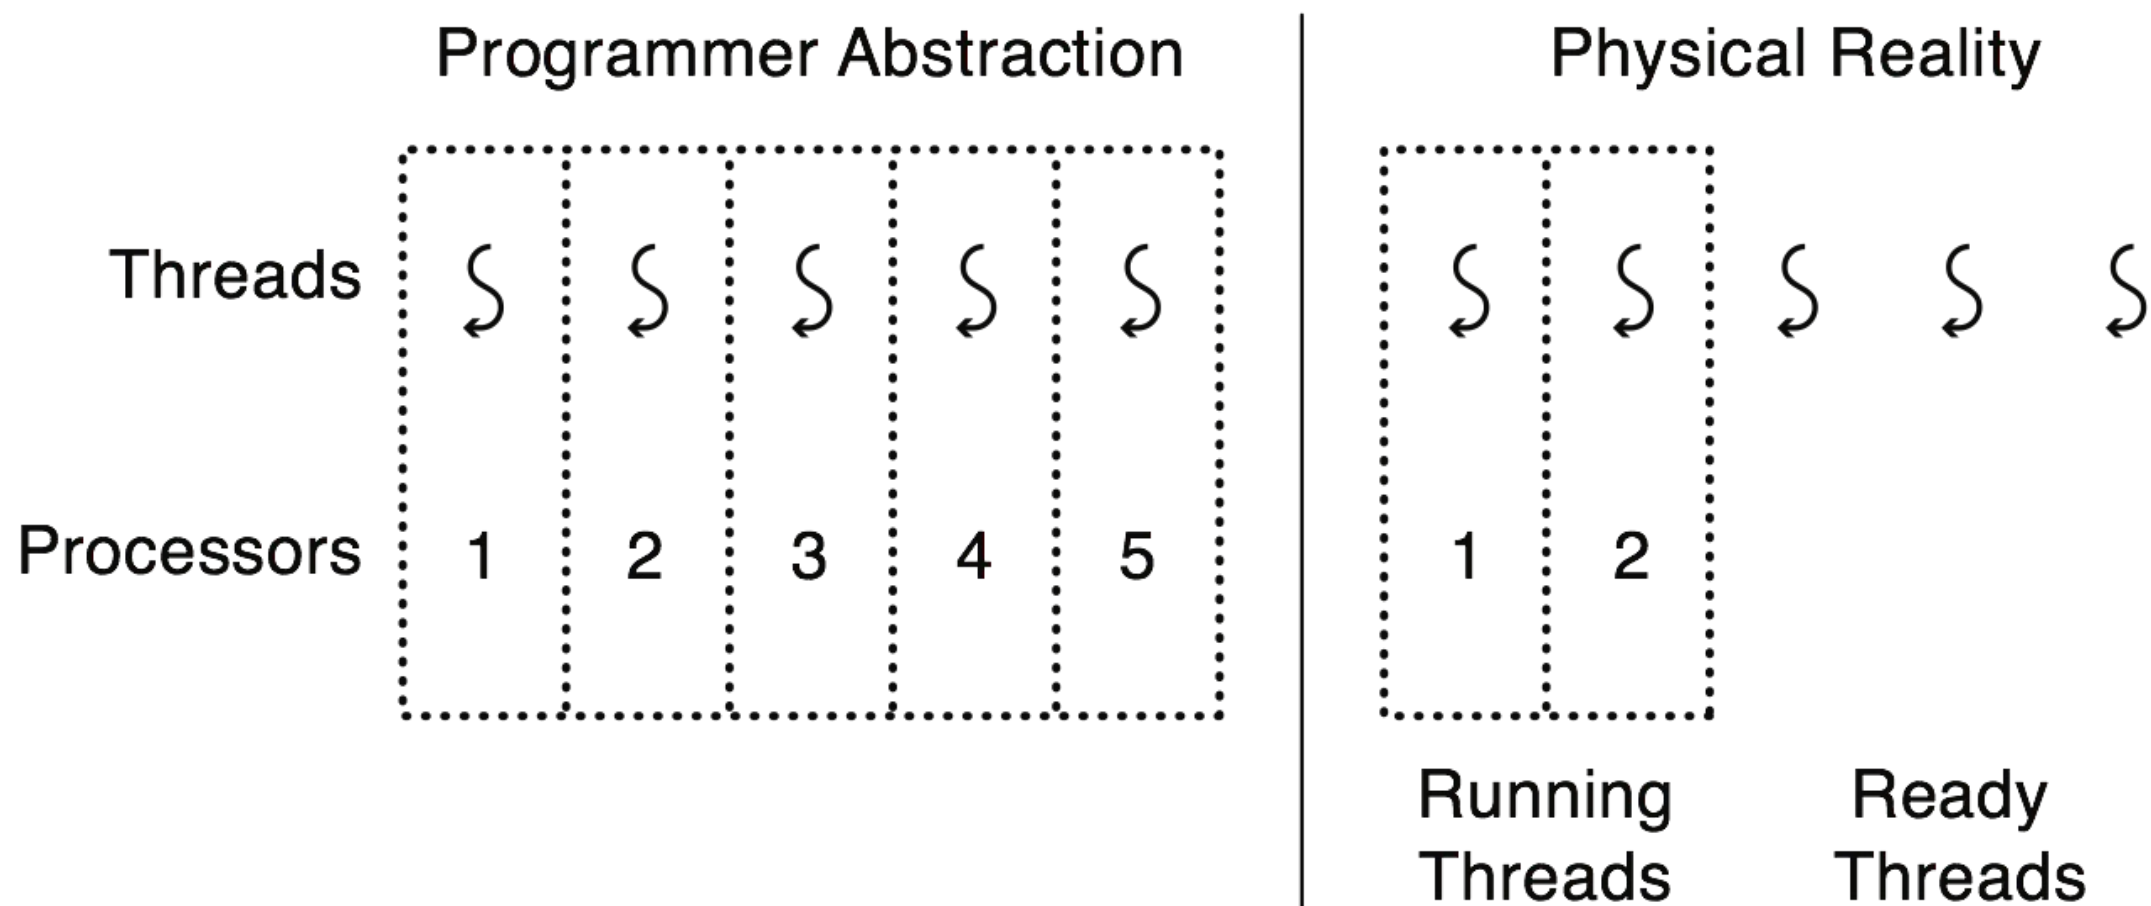 Programmer Abstraction
Physical Reality
Threads
Processors 1 2 3 4 5 1 2
Running Threads
Ready Threads